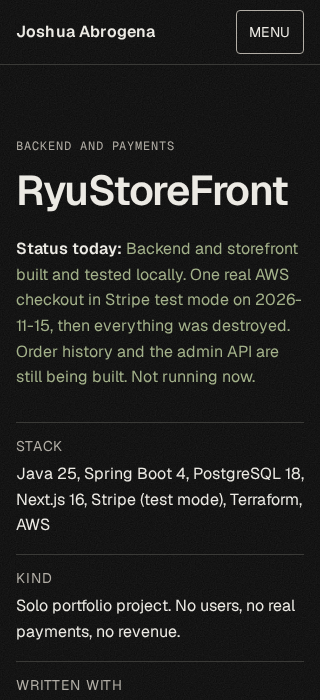 Joshua Abrogena
MENU
BACKEND AND PAYMENTS
RyuStoreFront
Status today: Backend and storefront
built and tested locally. One real AWS
checkout in Stripe test mode on 2026-
11-15, then everything was destroyed.
Order history and the admin API are
still being built. Not running now.
STACK
Java 25, Spring Boot 4, PostgreSQL 18,
Next.js 16, Stripe (test mode), Terraform,
AWS
KIND
Solo portfolio project. No users, no real
payments, no revenue.
WRITTEN WITH